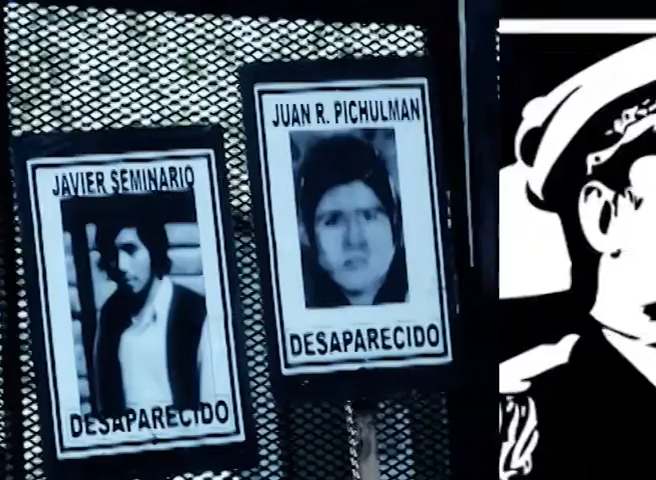 JAVIER SEMINARIO
DESAPARECIDO
JUAN R. PICHULMAN
DESAPARECIDO